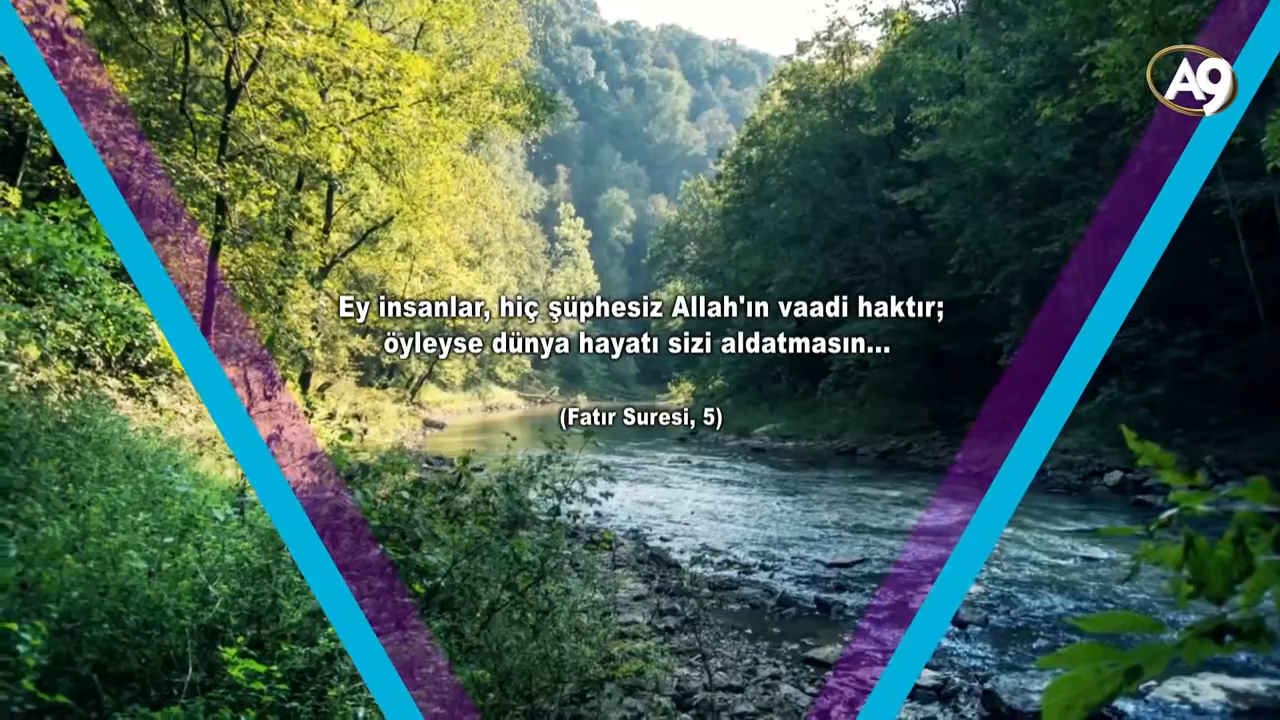 A9
Ey insanlar, hiç şüphesiz Allah'ın vaadi haktır;
öyleyse dünya hayatı sizi aldatmasın...
(Fatır Suresi, 5)